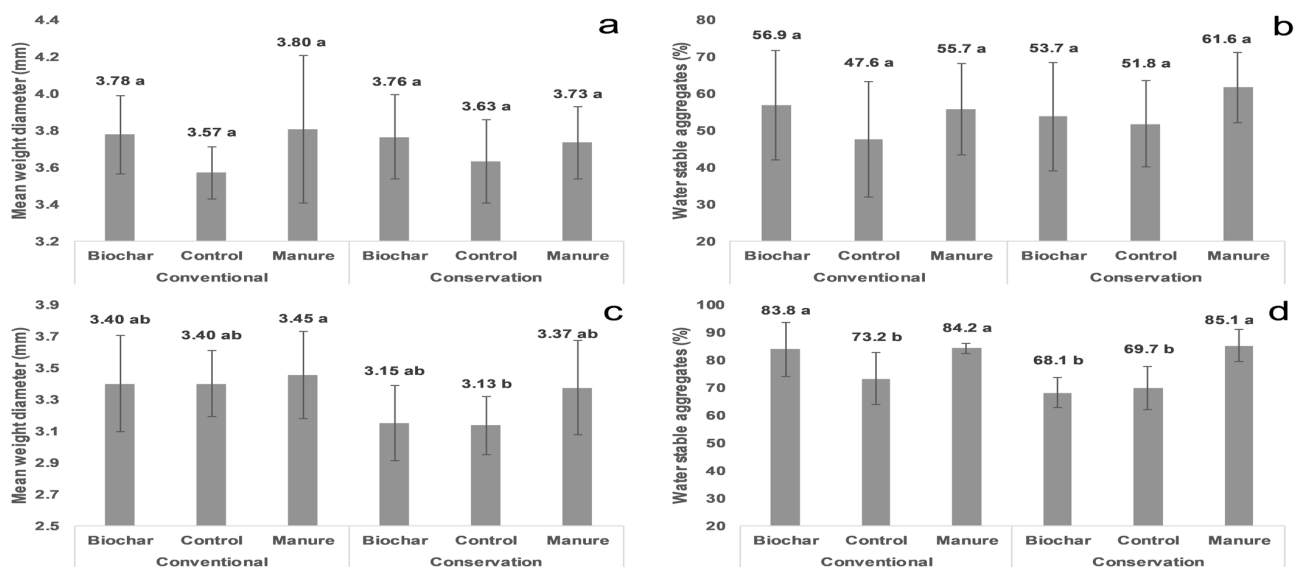 a
Mean weight diameter (mm)
4.4
4.2
4.0
3.8
3.6
3.4
3.2
3.78 a
3.57 a
3.80 a
3.76 a
3.63 a
3.73 a
Biochar Control Manure Biochar Control Manure
Conventional Conservation
b
Water stable aggregates (%)
80
70
60
50
40
30
20
56.9 a
47.6 a
55.7 a
53.7 a
51.8 a
61.6 a
Biochar Control Manure Biochar Control Manure
Conventional Conservation
c
Mean weight diameter (mm)
3.9
3.7
3.5
3.3
3.1
2.9
2.7
2.5
3.40 ab
3.40 ab
3.45 a
3.15 ab
3.13 b
3.37 ab
Biochar Control Manure Biochar Control Manure
Conventional Conservation
d
Water stable aggregates (%)
100
90
80
70
60
50
40
30
20
83.8 a
73.2 b
84.2 a
68.1 b
69.7 b
85.1 a
Biochar Control Manure Biochar Control Manure
Conventional Conservation